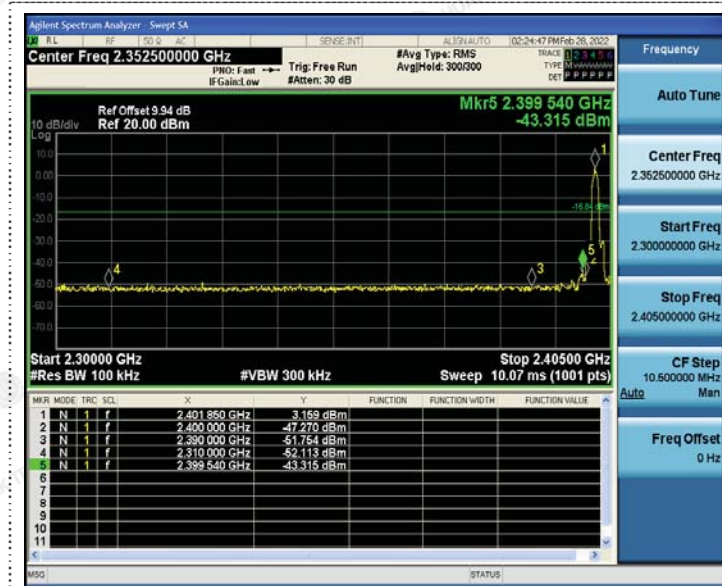 Agilent Spectrum Analyzer - Swept SA
RL RF 50 Ω AC SENSE:INT ALIGN AUTO 02:24:47 PM Feb 28, 2022
Center Freq 2.352500000 GHz
PNO: Fast Trig: Free Run
IFGain:Low #Atten: 30 dB
#Avg Type: RMS
Avg|Hold: 300/300
TRACE 1 2 3 4 5 6
TYPE M
DET P P P P P P
Ref Offset 9.94 dB
10 dB/div Ref 20.00 dBm
Log
Mkr5 2.399 540 GHz
-43.315 dBm
10.0
0.00
-10.0
-20.0
-30.0
-40.0
-50.0
-60.0
-70.0
1
5
2
3
4
Start 2.30000 GHz Stop 2.40500 GHz
#Res BW 100 kHz #VBW 300 kHz Sweep 10.07 ms (1001 pts)
MKR MODE TRC SCL X Y FUNCTION FUNCTION WIDTH FUNCTION VALUE
1 N 1 f 2.401 850 GHz 3.159 dBm
2 N 1 f 2.400 000 GHz -47.270 dBm
3 N 1 f 2.390 000 GHz -51.754 dBm
4 N 1 f 2.310 000 GHz -52.113 dBm
5 N 1 f 2.399 540 GHz -43.315 dBm
6
7
8
9
10
11
MSG STATUS
Frequency
Auto Tune
Center Freq
2.352500000 GHz
Start Freq
2.300000000 GHz
Stop Freq
2.405000000 GHz
CF Step
10.500000 MHz
Auto Man
Freq Offset
0 Hz